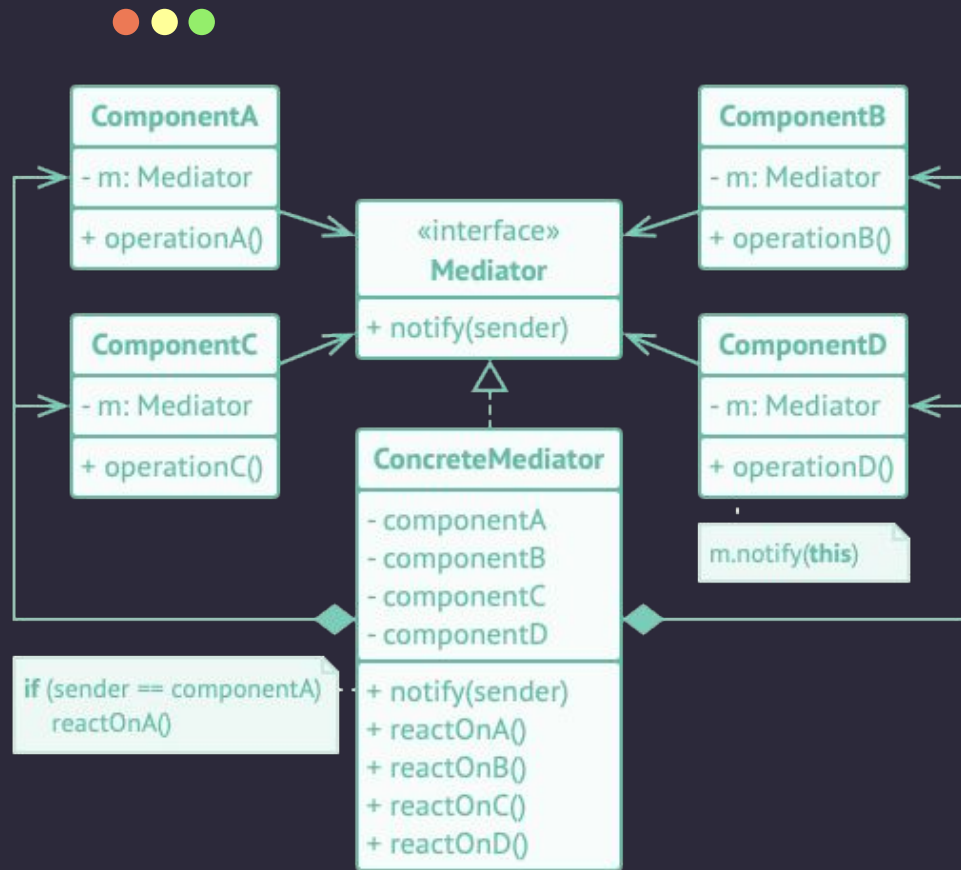 ComponentA
- m: Mediator
+ operationA()
ComponentB
- m: Mediator
+ operationB()
«interface»
Mediator
+ notify(sender)
ComponentC
- m: Mediator
+ operationC()
ComponentD
- m: Mediator
+ operationD()
m.notify(this)
ConcreteMediator
- componentA
- componentB
- componentC
- componentD
+ notify(sender)
+ reactOnA()
+ reactOnB()
+ reactOnC()
+ reactOnD()
if (sender == componentA)
reactOnA()